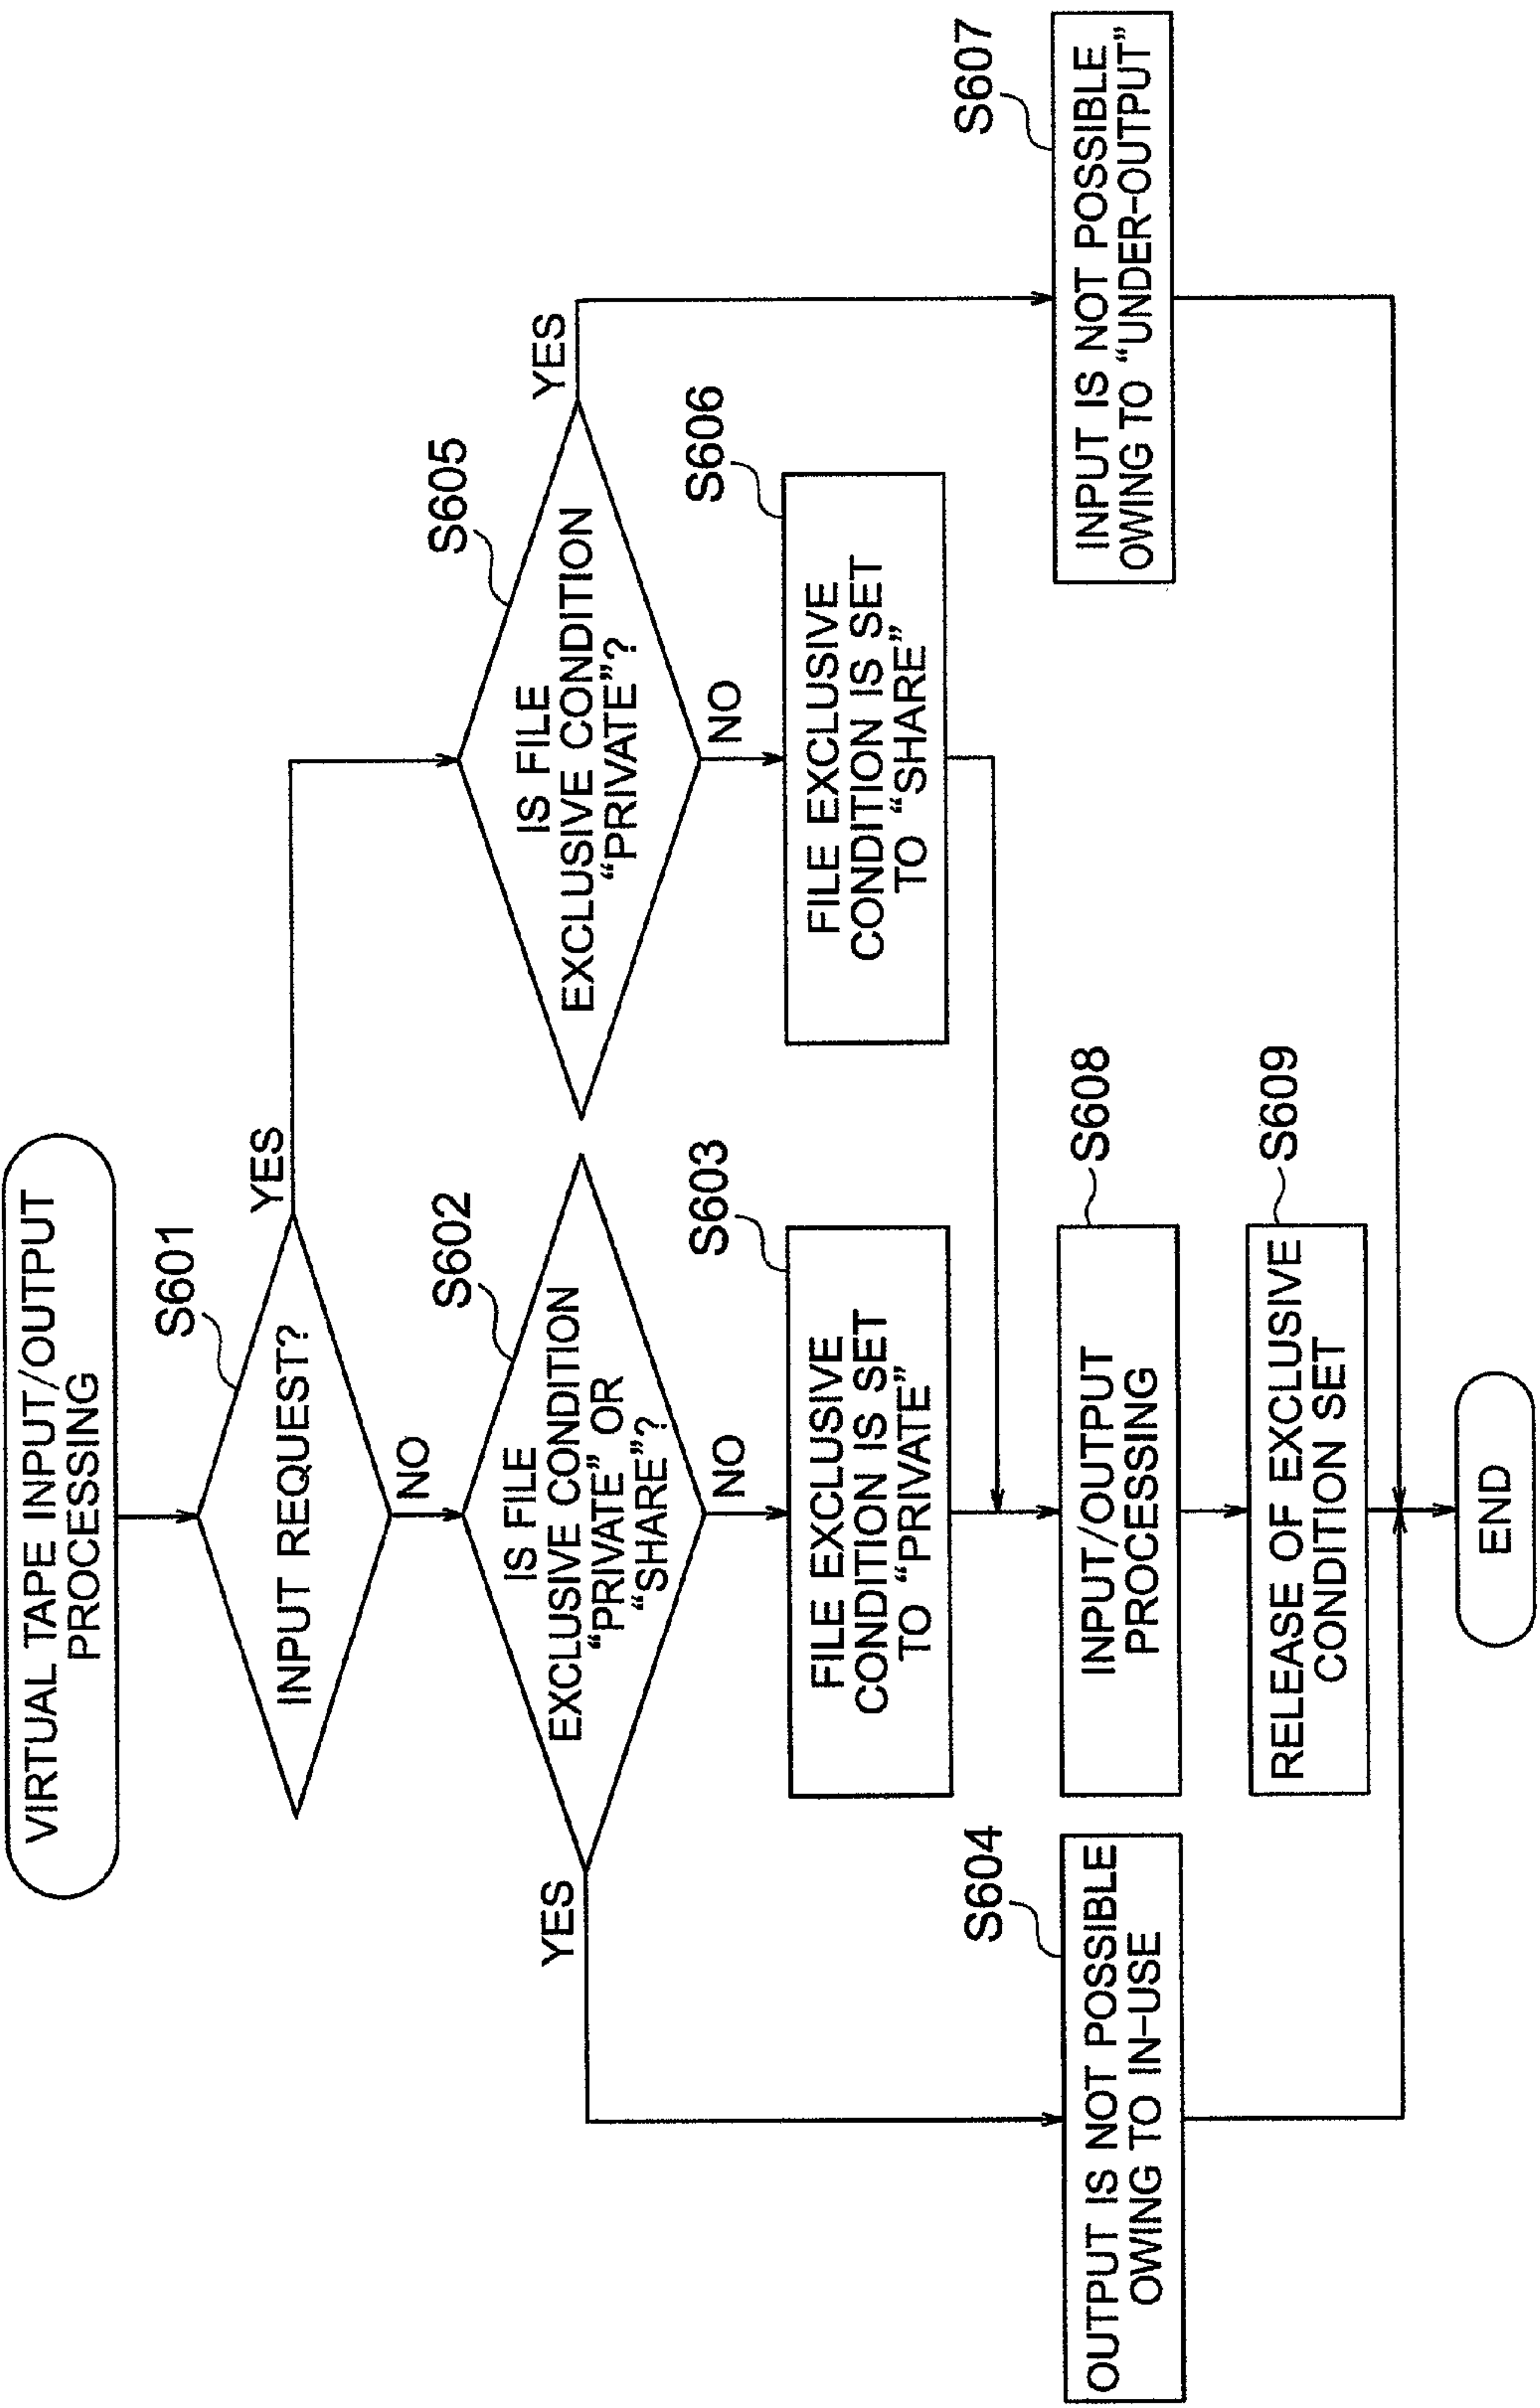 VIRTUAL TAPE INPUT/OUTPUT
PROCESSING
S601
INPUT REQUEST?
YES
NO
S602
IS FILE
EXCLUSIVE CONDITION
“PRIVATE” OR
“SHARE”?
YES
NO
S605
IS FILE
EXCLUSIVE CONDITION
“PRIVATE”?
YES
NO
S603
FILE EXCLUSIVE
CONDITION IS SET
TO “PRIVATE”
S606
FILE EXCLUSIVE
CONDITION IS SET
TO “SHARE”
S604
OUTPUT IS NOT POSSIBLE
OWING TO IN-USE
S608
INPUT/OUTPUT
PROCESSING
S607
INPUT IS NOT POSSIBLE
OWING TO “UNDER-OUTPUT”
S609
RELEASE OF EXCLUSIVE
CONDITION SET
END